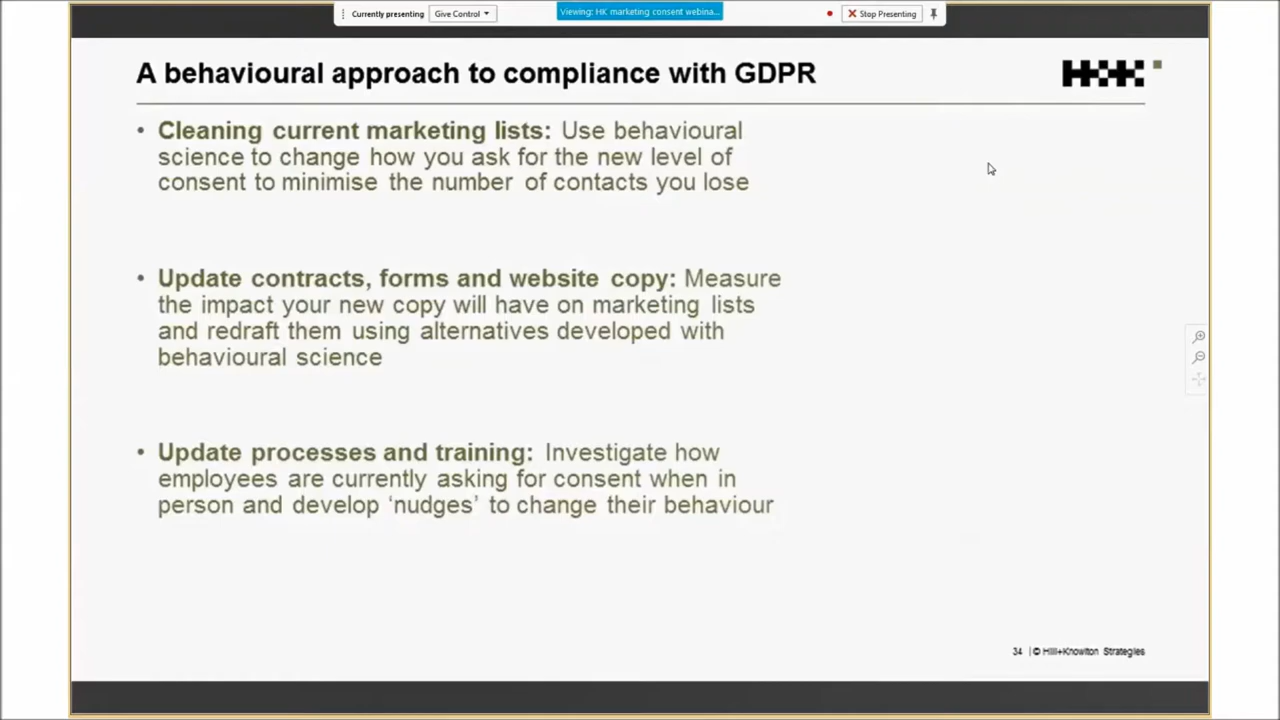 Currently presenting Give Control Viewing: HK marketing consent webina... Stop Presenting
A behavioural approach to compliance with GDPR
H+K
• Cleaning current marketing lists: Use behavioural
science to change how you ask for the new level of
consent to minimise the number of contacts you lose
• Update contracts, forms and website copy: Measure
the impact your new copy will have on marketing lists
and redraft them using alternatives developed with
behavioural science
• Update processes and training: Investigate how
employees are currently asking for consent when in
person and develop ‘nudges’ to change their behaviour
34 | © Hill+Knowlton Strategies